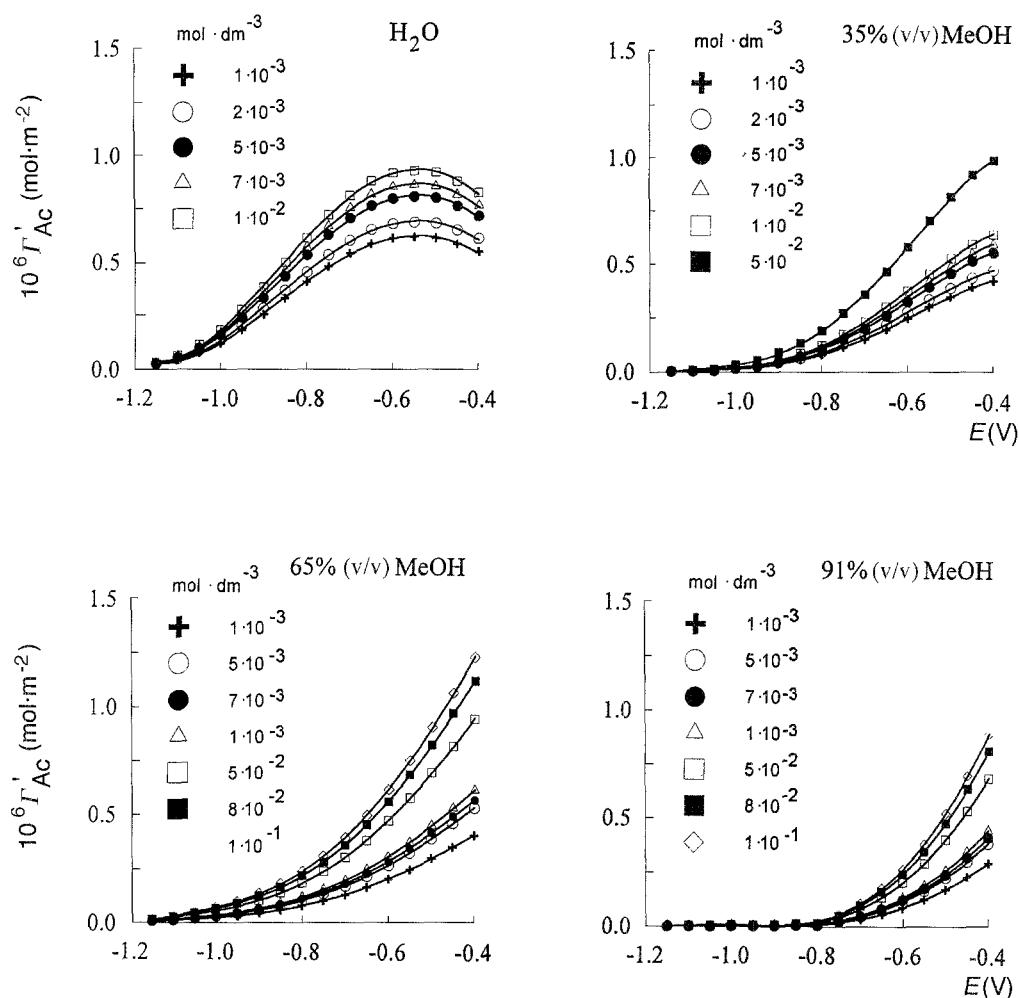 mol · dm⁻³
H₂O
1·10⁻³
2·10⁻³
5·10⁻³
7·10⁻³
1·10⁻²
10⁶ Γ'Ac (mol·m⁻²)
1.5
1.0
0.5
0.0
-1.2 -1.0 -0.8 -0.6 -0.4
mol · dm⁻³
35% (v/v) MeOH
1·10⁻³
2·10⁻³
5·10⁻³
7·10⁻³
1·10⁻²
5·10⁻²
1.5
1.0
0.5
0.0
-1.2 -1.0 -0.8 -0.6 -0.4
E(V)
mol · dm⁻³
65% (v/v) MeOH
1·10⁻³
5·10⁻³
7·10⁻³
1·10⁻³
5·10⁻²
8·10⁻²
1·10⁻¹
10⁶ Γ'Ac (mol·m⁻²)
1.5
1.0
0.5
0.0
-1.2 -1.0 -0.8 -0.6 -0.4
mol · dm⁻³
91% (v/v) MeOH
1·10⁻³
5·10⁻³
7·10⁻³
1·10⁻³
5·10⁻²
8·10⁻²
1·10⁻¹
1.5
1.0
0.5
0.0
-1.2 -1.0 -0.8 -0.6 -0.4
E(V)